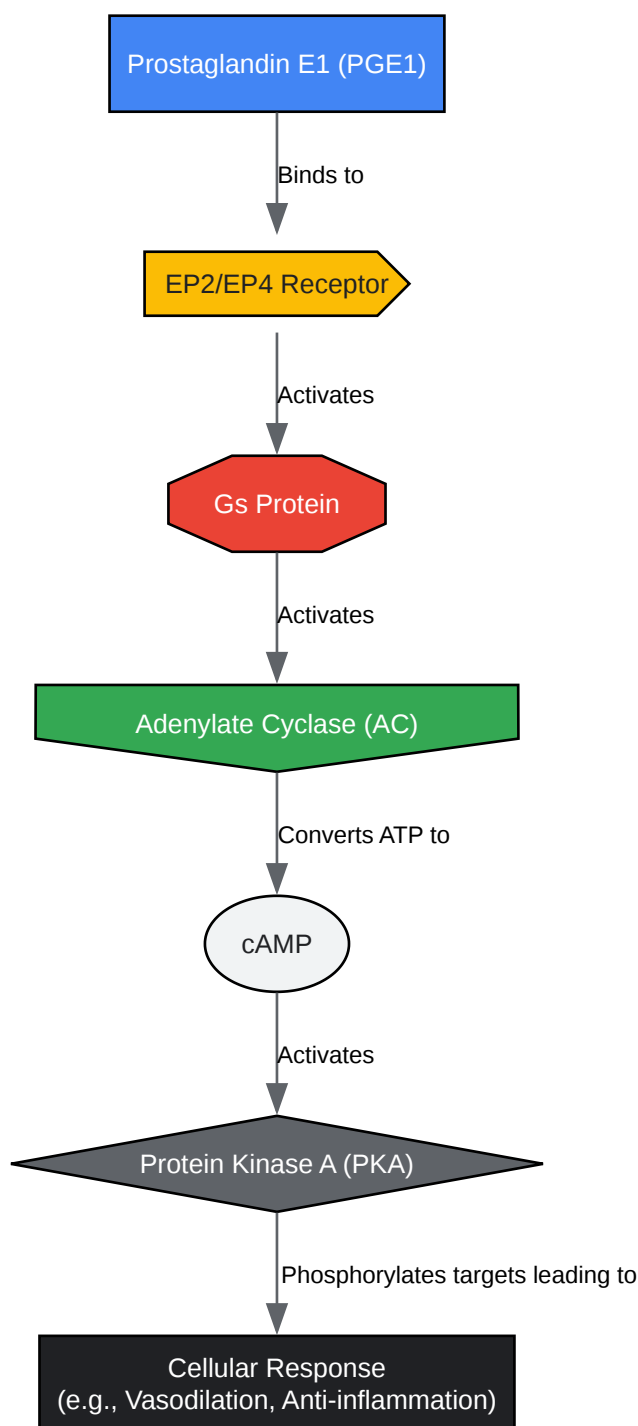 Prostaglandin E1 (PGE1)
Binds to
EP2/EP4 Receptor
Activates
Gs Protein
Activates
Adenylate Cyclase (AC)
Converts ATP to
cAMP
Activates
Protein Kinase A (PKA)
Phosphorylates targets leading to
Cellular Response
(e.g., Vasodilation, Anti-inflammation)